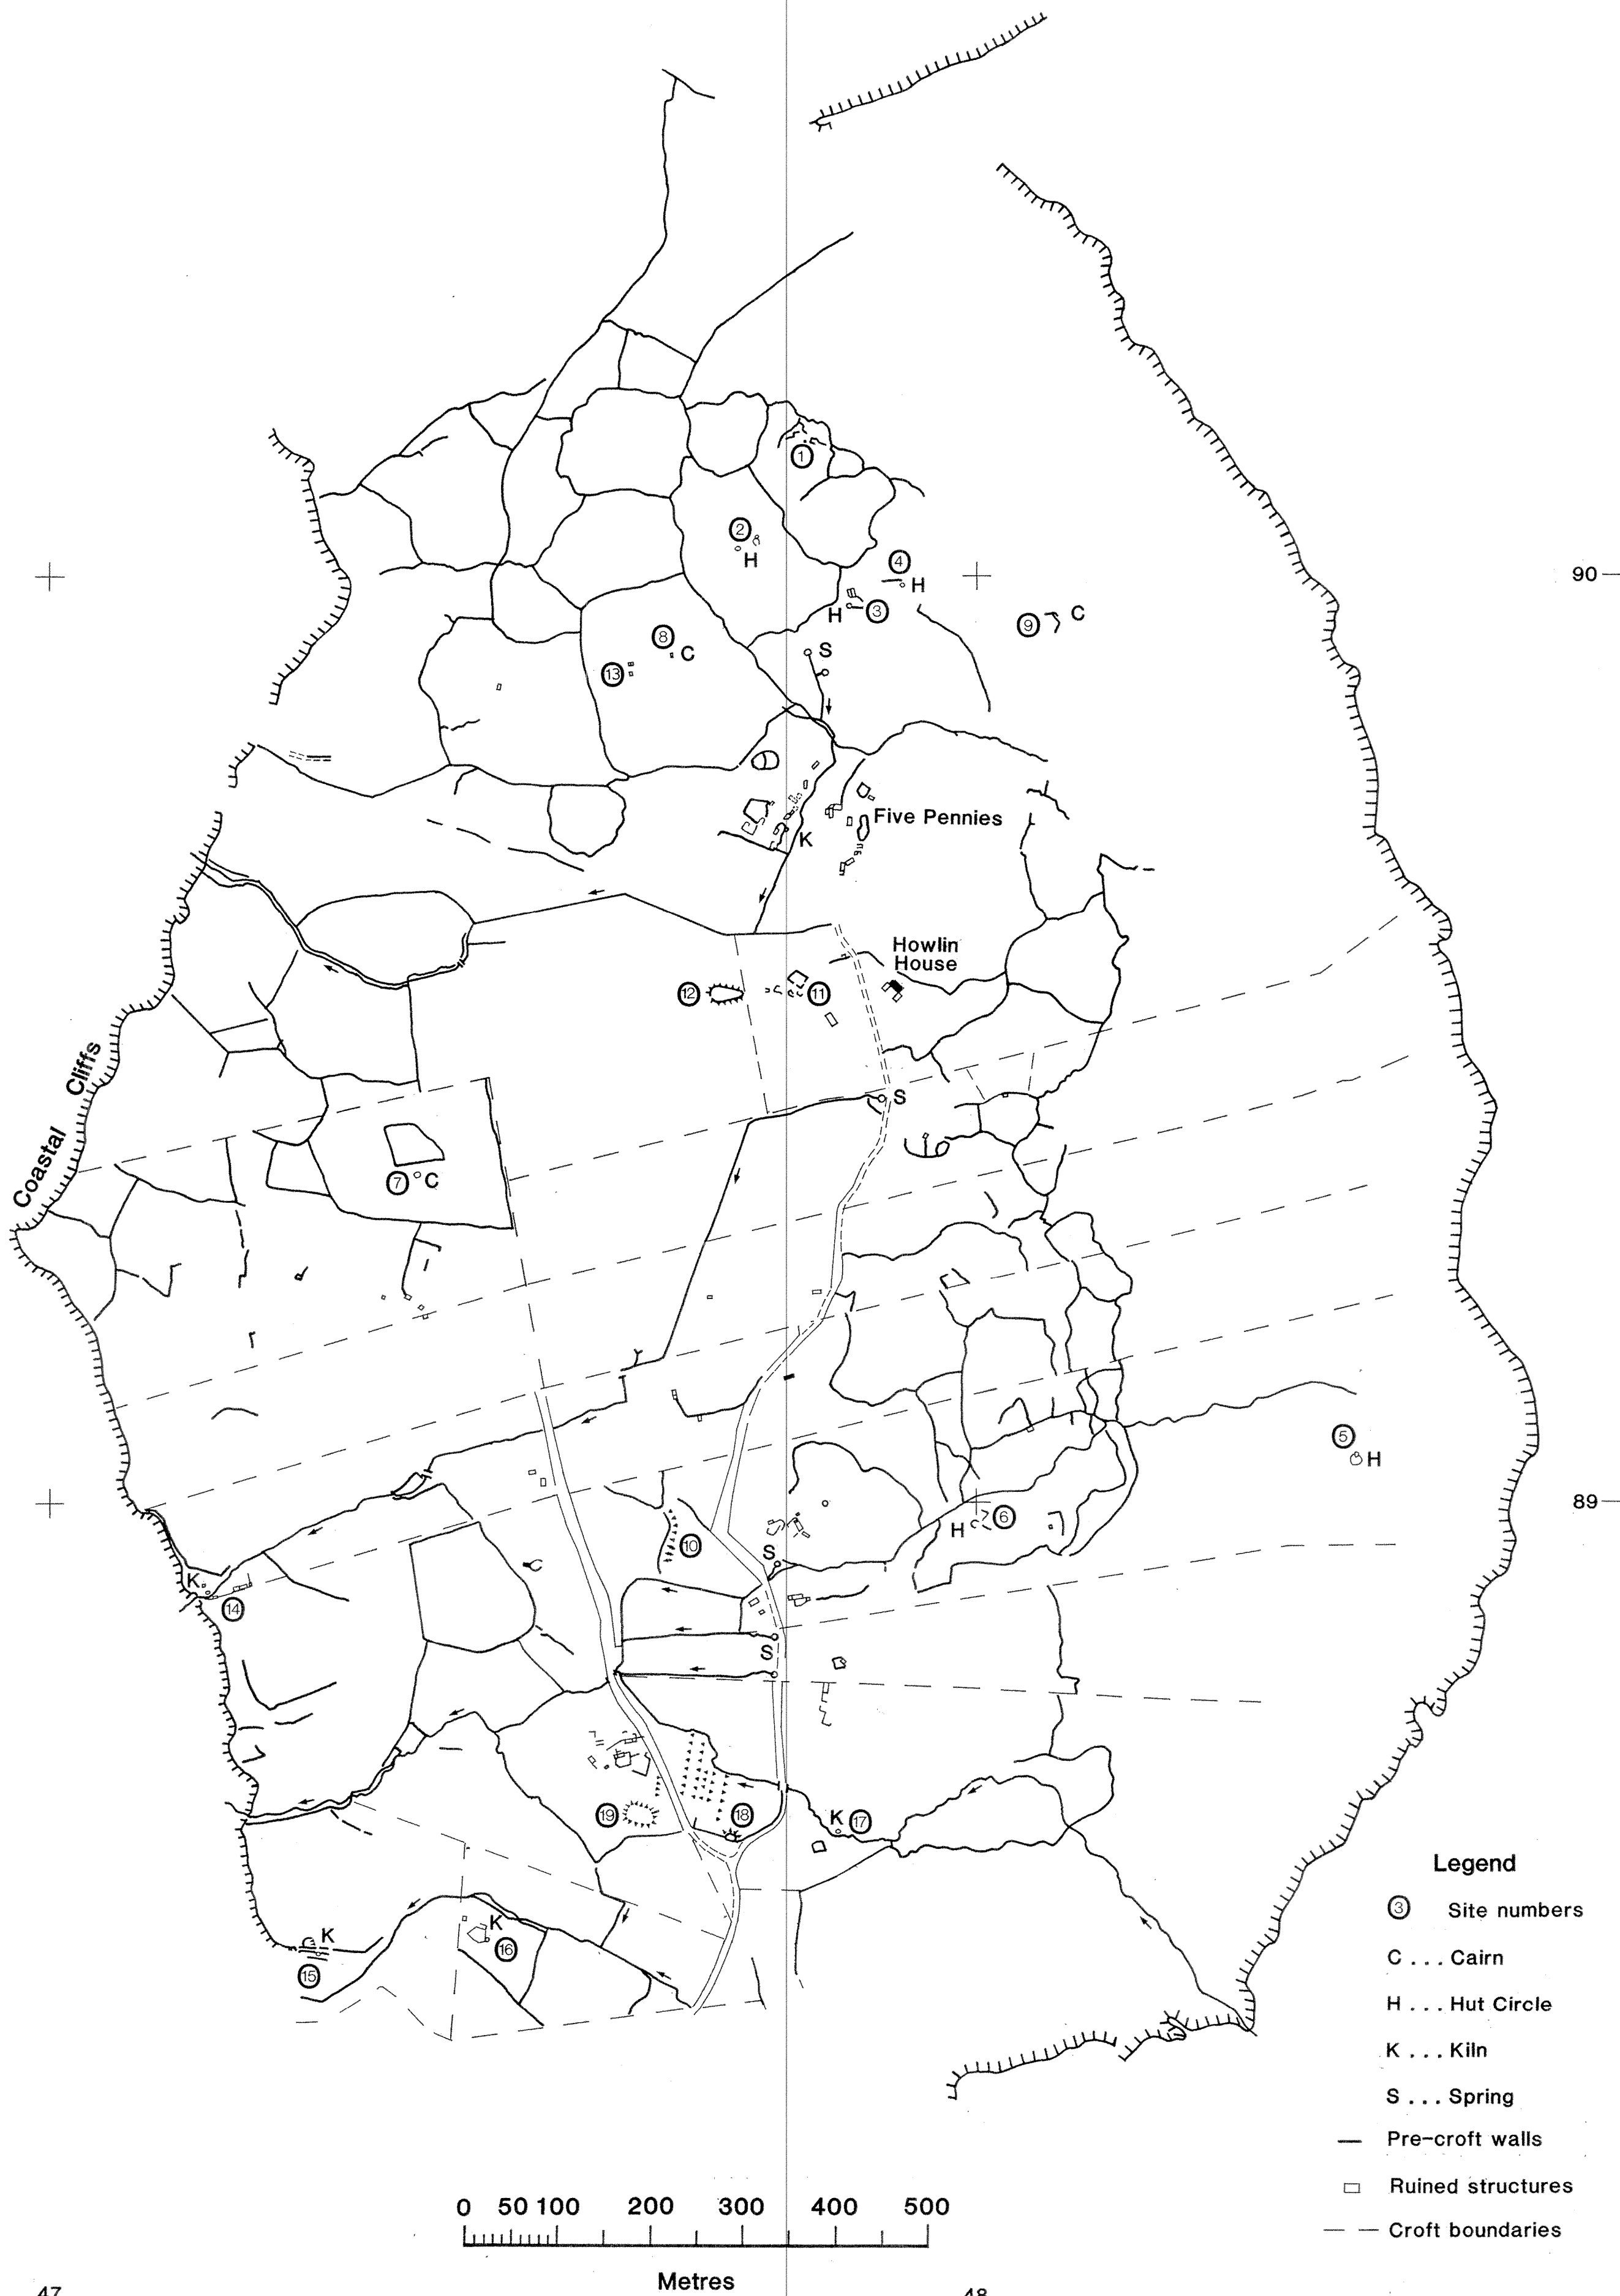 1
2
H
4
H
90
H
3
9
C
8
C
13
S
Five Pennies
K
Howlin
House
12
11
Coastal Cliffs
S
7
C
5
H
89
H
6
10
S
K
14
S
19
18
K
17
K
15
K
16
Legend
3 Site numbers
C ... Cairn
H ... Hut Circle
K ... Kiln
S ... Spring
Pre-croft walls
Ruined structures
Croft boundaries
0 50 100 200 300 400 500
Metres
47
48